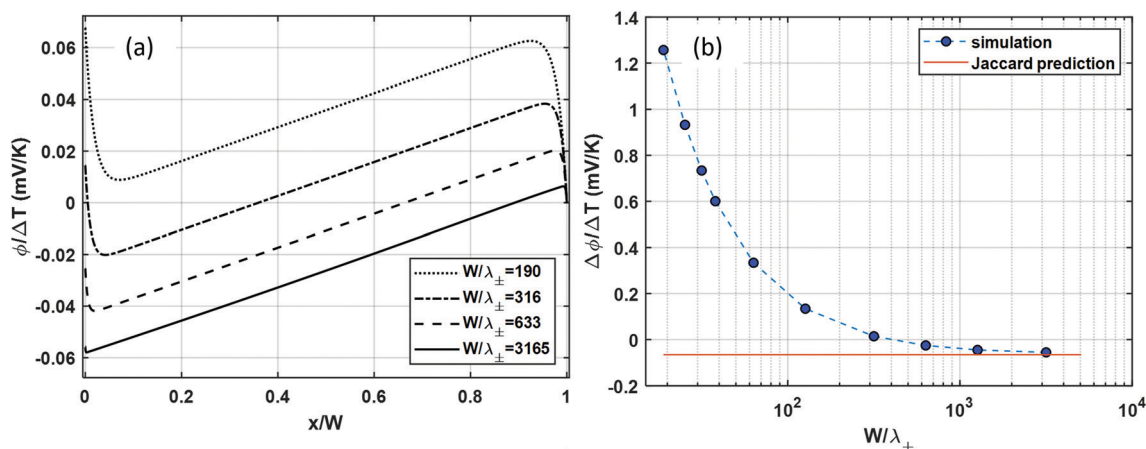 (a)
0.06
0.04
0.02
0
-0.02
-0.04
-0.06
ϕ/ΔT (mV/K)
W/λ±=190
W/λ±=316
W/λ±=633
W/λ±=3165
0 0.2 0.4 0.6 0.8 1
x/W
(b)
1.4
1.2
1
0.8
0.6
0.4
0.2
0
-0.2
Δϕ/ΔT (mV/K)
simulation
Jaccard prediction
10² 10³ 10⁴
W/λ±